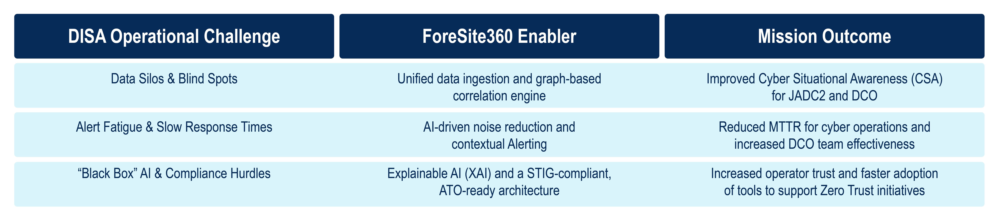 DISA Operational Challenge
ForeSite360 Enabler
Mission Outcome
Data Silos & Blind Spots
Unified data ingestion and graph-based
correlation engine
Improved Cyber Situational Awareness (CSA)
for JADC2 and DCO
Alert Fatigue & Slow Response Times
AI-driven noise reduction and
contextual Alerting
Reduced MTTR for cyber operations and
increased DCO team effectiveness
“Black Box” AI & Compliance Hurdles
Explainable AI (XAI) and a STIG-compliant,
ATO-ready architecture
Increased operator trust and faster adoption
of tools to support Zero Trust initiatives